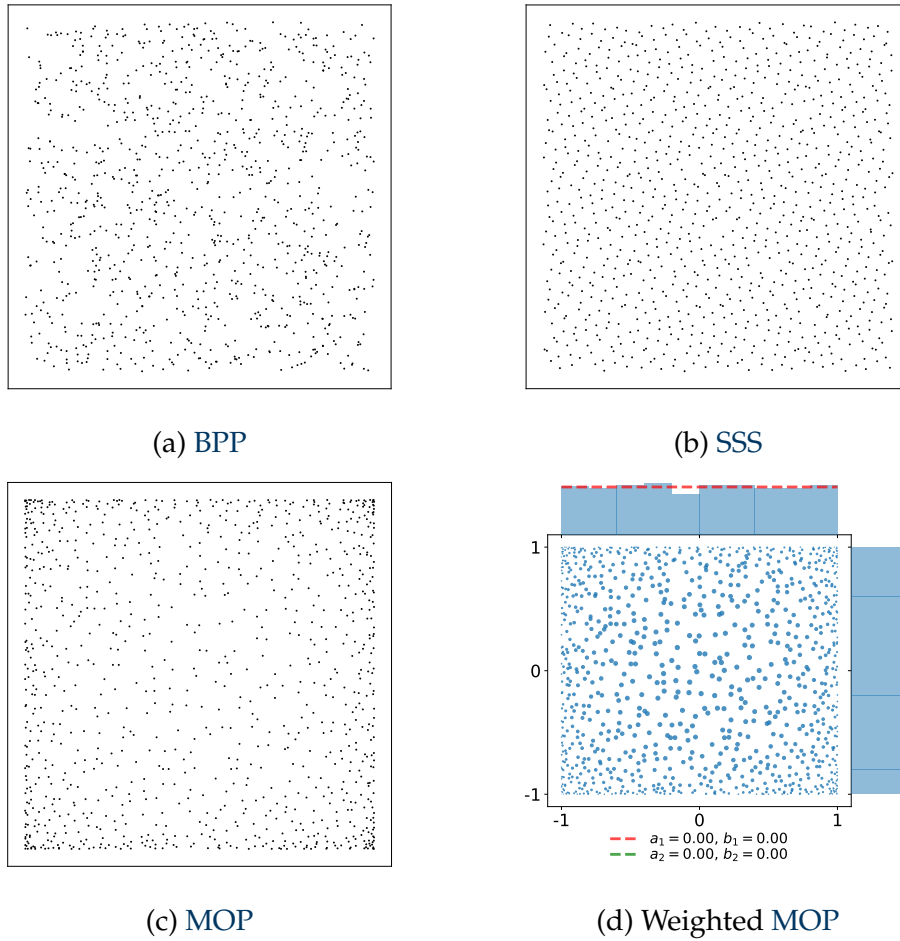 (a) BPP
(b) SSS
(c) MOP
1
0
-1
-1 0 1
a₁ = 0.00, b₁ = 0.00
a₂ = 0.00, b₂ = 0.00
(d) Weighted MOP